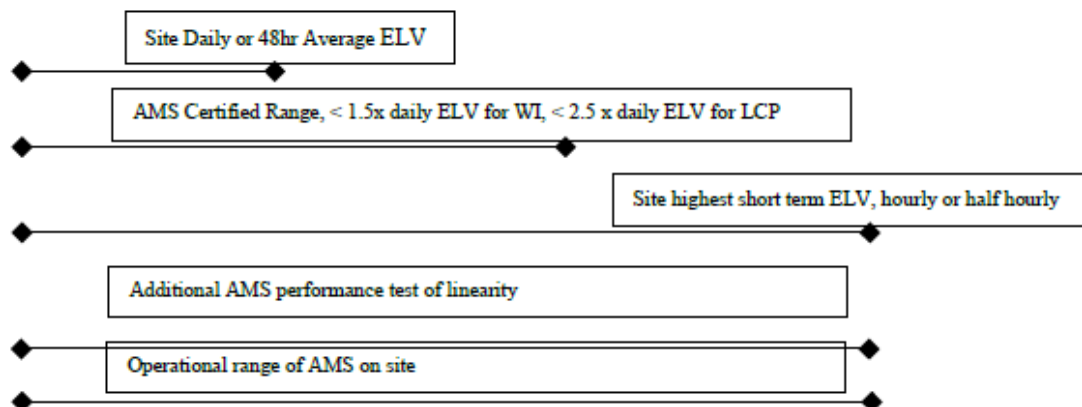 Site Daily or 48hr Average ELV
AMS Certified Range, < 1.5x daily ELV for WI, < 2.5 x daily ELV for LCP
Site highest short term ELV, hourly or half hourly
Additional AMS performance test of linearity
Operational range of AMS on site